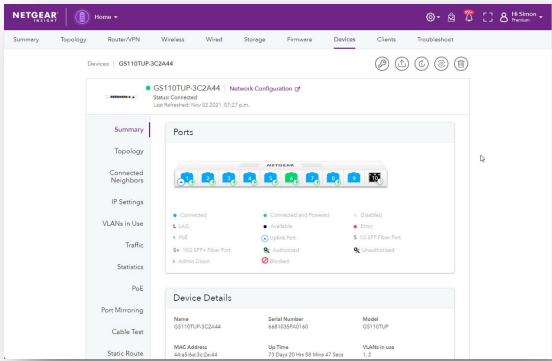 NETGEAR
INSIGHT
Home
99+
Hi Simon
Premium
Summary Topology Router/VPN Wireless Wired Storage Firmware Devices Clients Troubleshoot
Devices | GS110TUP-3C2A44
GS110TUP-3C2A44 | Network Configuration
Status: Connected
Last Refreshed: Nov 02 2021, 07:27 p.m.
Summary
Topology
Connected
Neighbors
IP Settings
VLANs in Use
Traffic
Statistics
PoE
Port Mirroring
Cable Test
Static Route
Ports
NETGEAR
1 2 3 4 5 6 7 8 9 10
Connected Connected and Powered Disabled
L LAG Available Error
PoE Uplink Port S 1G SFP Fiber Port
S+ 10G SFP+ Fiber Port Authorized Unauthorized
Admin Down Blocked
Device Details
Name Serial Number Model
GS110TUP-3C2A44 6681035PA0160 GS110TUP
MAC Address Up Time VLANs in use
44:a5:6e:3c:2a:44 73 Days 20 Hrs 58 Mins 47 Secs 1, 2